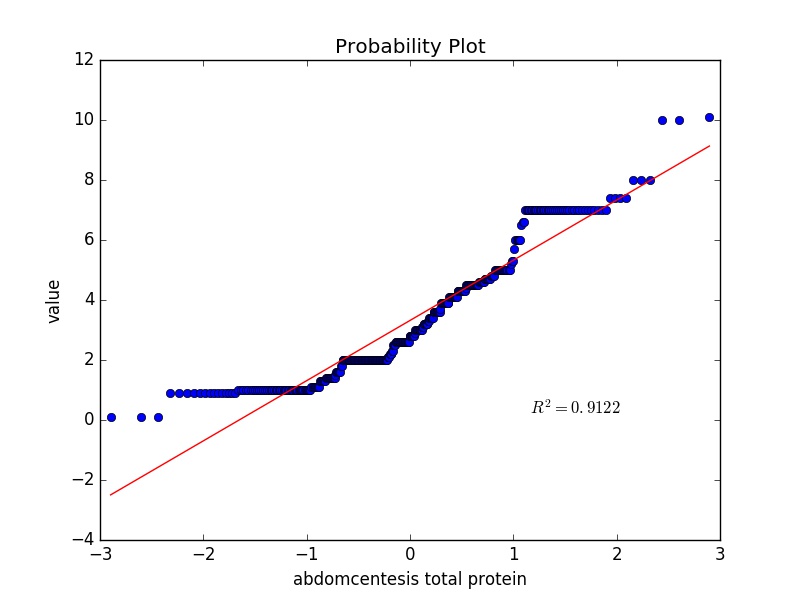 Probability Plot
12
10
8
6
4
2
0
−2
−4
value
R² = 0.9122
−3 −2 −1 0 1 2 3
abdomcentesis total protein